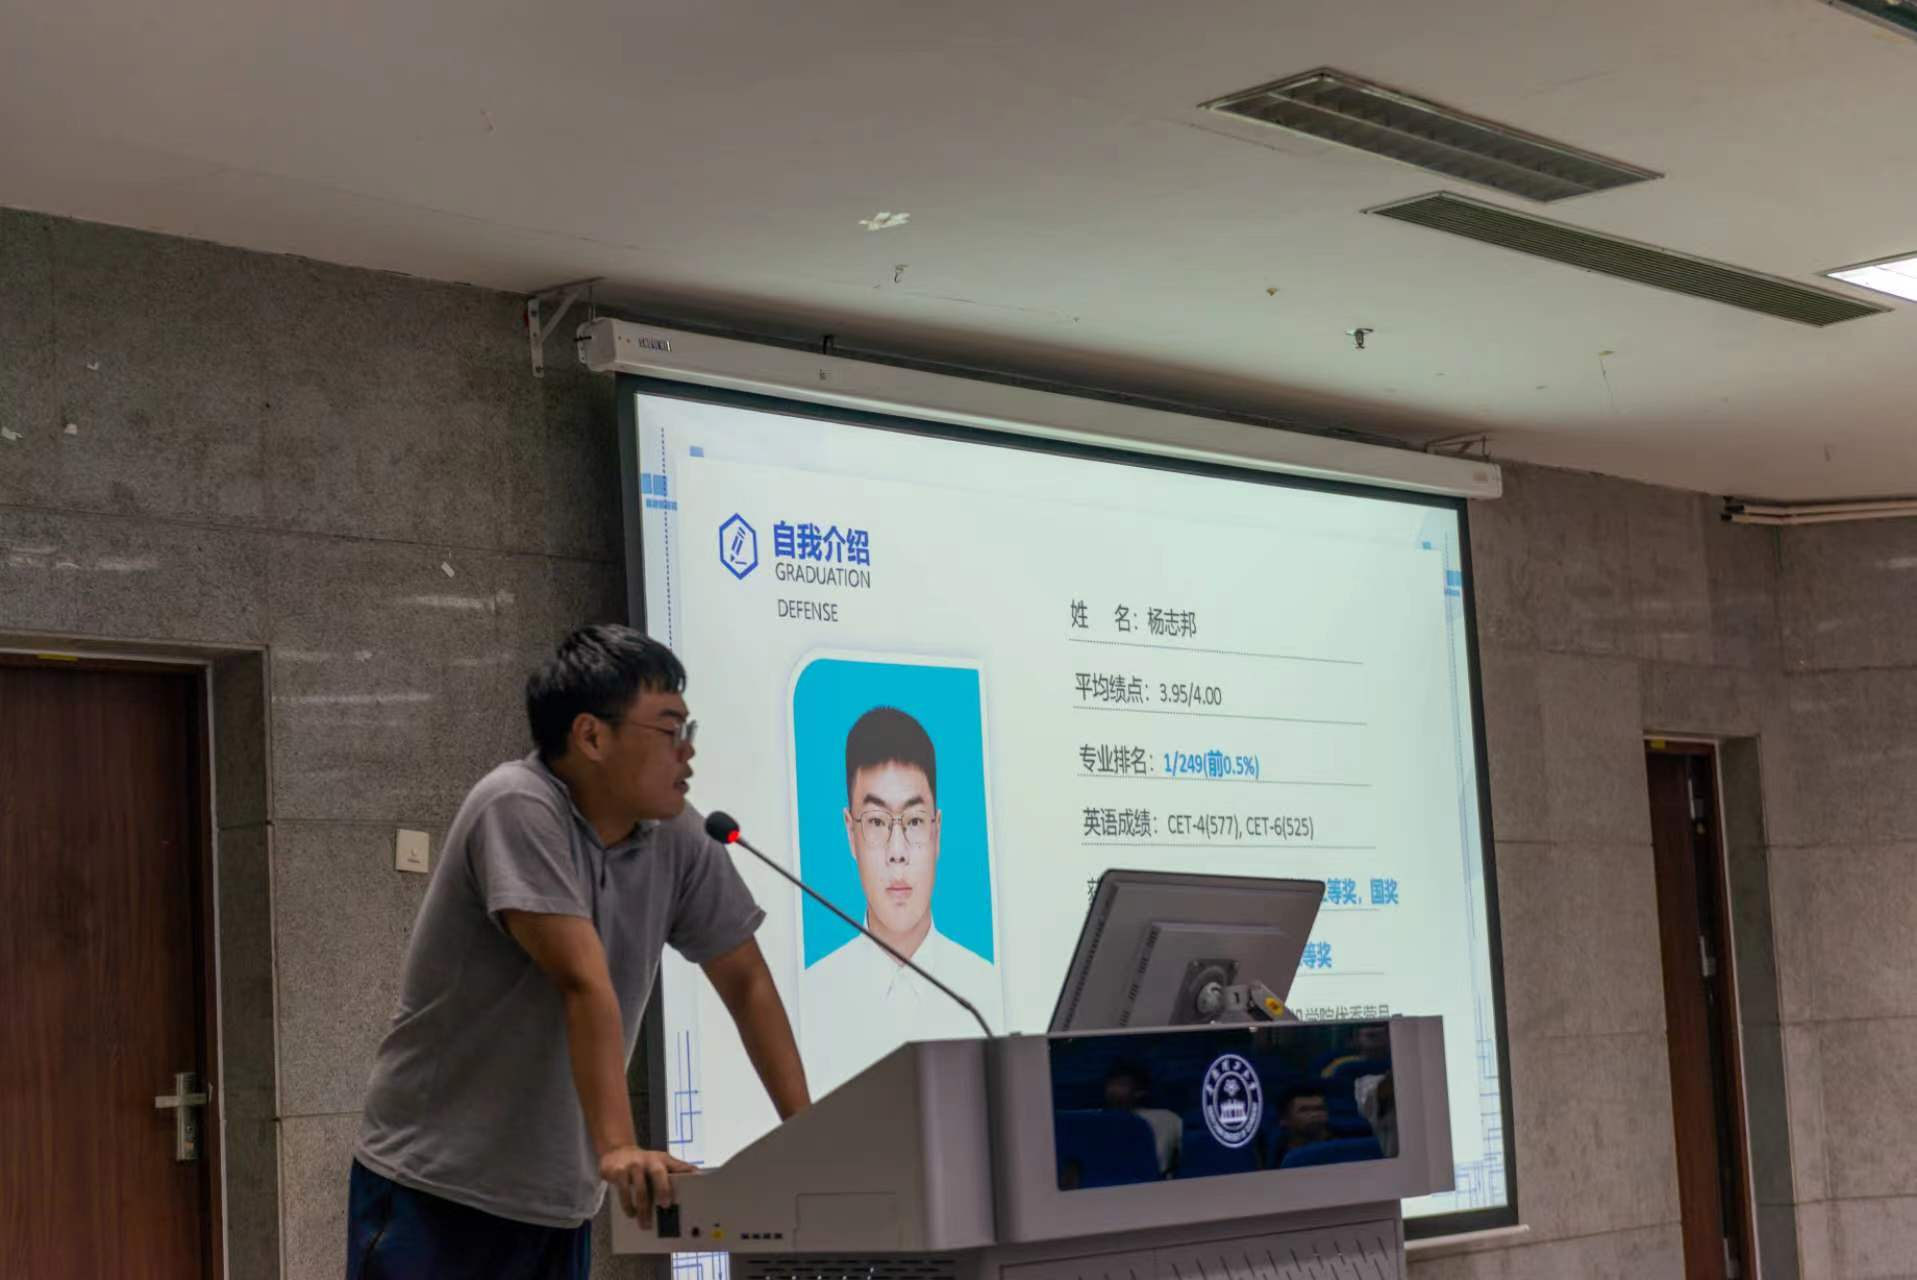 自我介绍
GRADUATION
DEFENSE
姓 名：杨志邦
平均绩点：3.95/4.00
专业排名：1/249(前0.5%)
英语成绩：CET-4(577), CET-6(525)
等奖，国奖
等奖